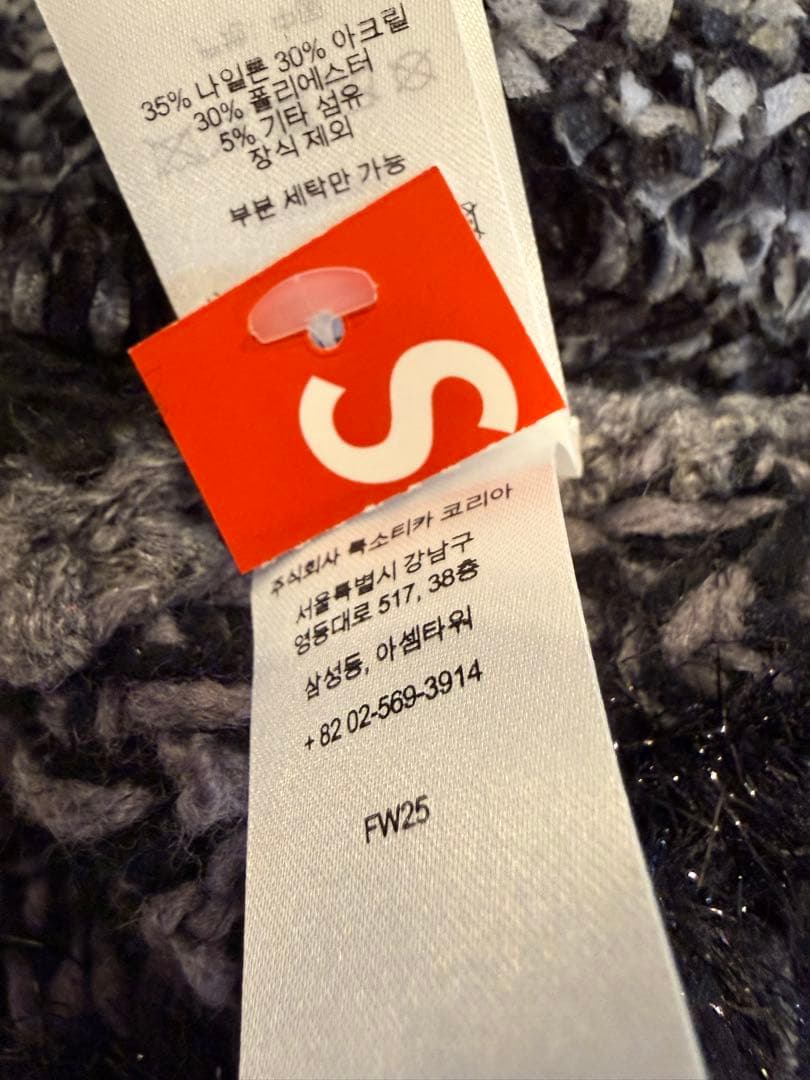 35% 나일론 30% 아크릴
30% 폴리에스터
5% 기타 섬유
장식 제외
부분 세탁만 가능
S
주식회사 룩소티카 코리아
서울특별시 강남구
영동대로 517, 38층
삼성동, 아셈타워
+ 82 02-569-3914
FW25